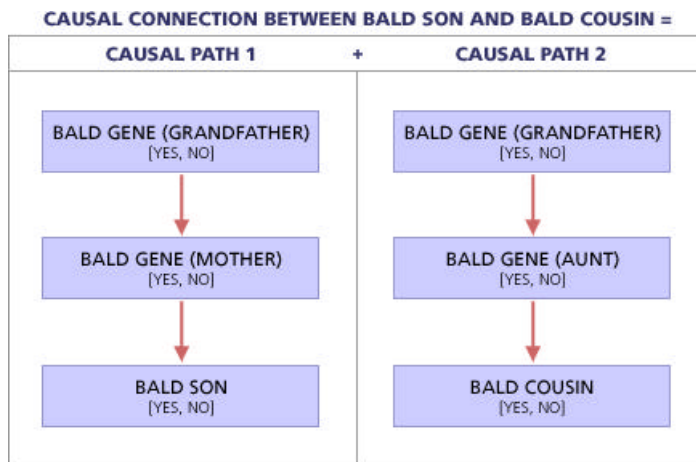 CAUSAL CONNECTION BETWEEN BALD SON AND BALD COUSIN =
CAUSAL PATH 1 + CAUSAL PATH 2
BALD GENE (GRANDFATHER)
[YES, NO]
BALD GENE (MOTHER)
[YES, NO]
BALD SON
[YES, NO]
BALD GENE (GRANDFATHER)
[YES, NO]
BALD GENE (AUNT)
[YES, NO]
BALD COUSIN
[YES, NO]